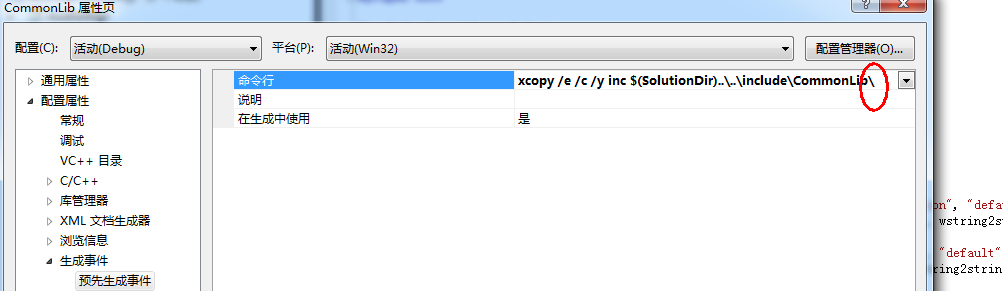 CommonLib 属性页
配置(C): 活动(Debug) 平台(P): 活动(Win32) 配置管理器(O)...
通用属性
配置属性
常规
调试
VC++ 目录
C/C++
库管理器
XML 文档生成器
浏览信息
生成事件
预先生成事件
命令行 xcopy /e /c /y inc $(SolutionDir)..\..\include\CommonLib\
说明
在生成中使用 是
on", "defa
wstring2st
"default"
ring2strin